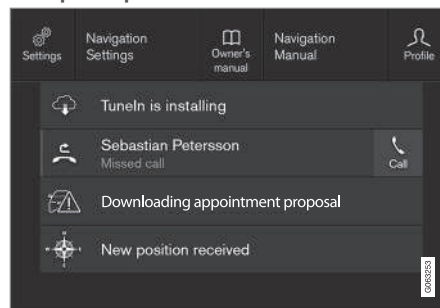 Settings
Navigation
Settings
Owner's
manual
Navigation
Manual
Profile
TuneIn is installing
Sebastian Petersson
Missed call
Call
Downloading appointment proposal
New position received
G063253